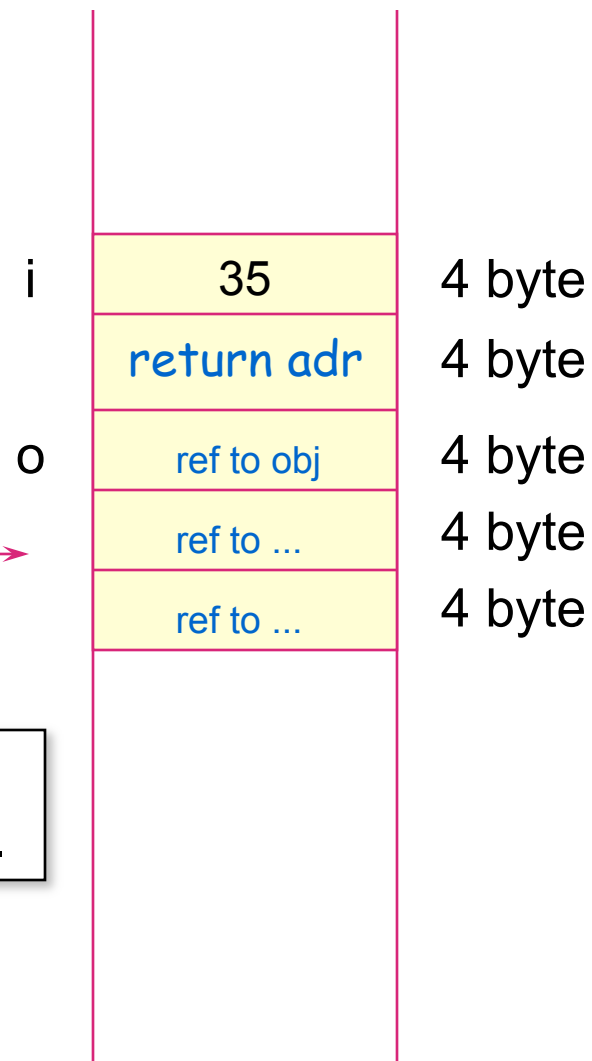 i 35 4 byte
return adr 4 byte
o ref to obj 4 byte
ref to ... 4 byte
ref to ... 4 byte
.